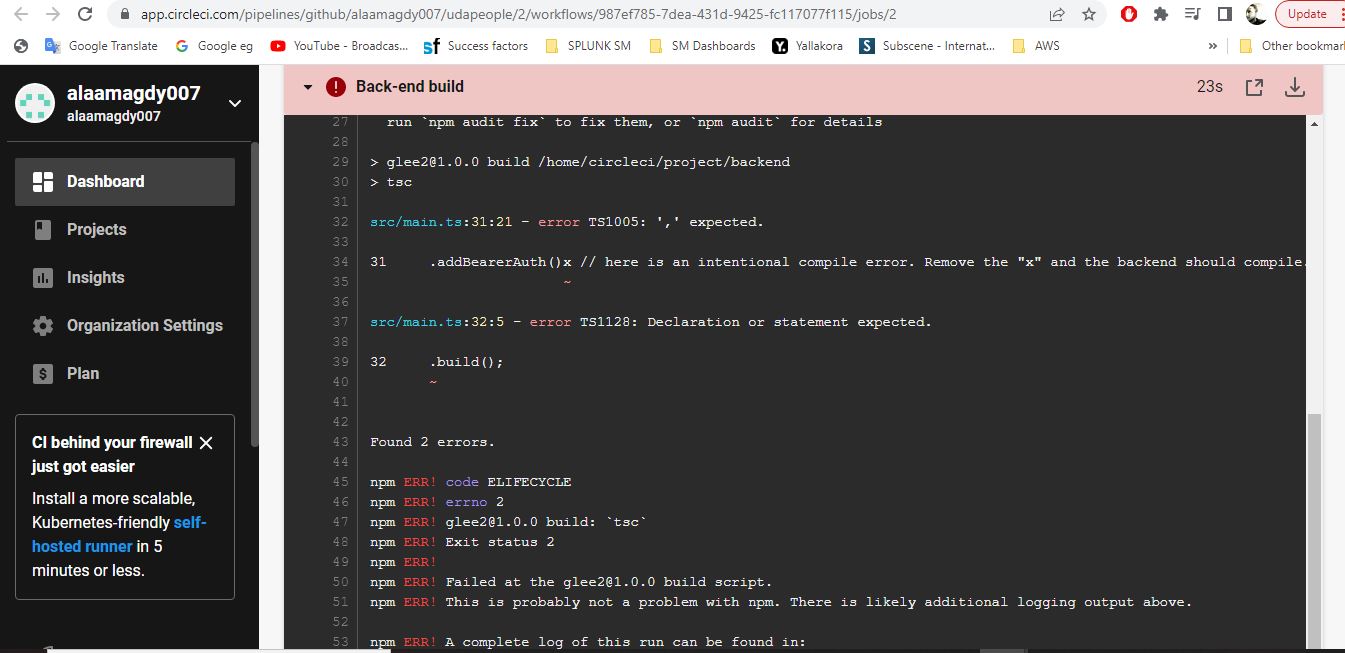 app.circleci.com/pipelines/github/alaamagdy007/udapeople/2/workflows/987ef785-7dea-431d-9425-fc117077f115/jobs/2
Update
Google Translate
Google eg
YouTube - Broadcas...
sf Success factors
SPLUNK SM
SM Dashboards
Y. Yallakora
S Subscene - Internat...
AWS
»
Other bookmar
alaamagdy007
alaamagdy007
Dashboard
Projects
Insights
Organization Settings
$ Plan
CI behind your firewall
just got easier
Install a more scalable,
Kubernetes-friendly self-
hosted runner in 5
minutes or less.
! Back-end build
23s
27 run `npm audit fix` to fix them, or `npm audit` for details
28
29 > glee2@1.0.0 build /home/circleci/project/backend
30 > tsc
31
32 src/main.ts:31:21 - error TS1005: ',' expected.
33
34 31 .addBearerAuth()x // here is an intentional compile error. Remove the "x" and the backend should compile.
35 ~
36
37 src/main.ts:32:5 - error TS1128: Declaration or statement expected.
38
39 32 .build();
40 ~
41
42
43 Found 2 errors.
44
45 npm ERR! code ELIFECYCLE
46 npm ERR! errno 2
47 npm ERR! glee2@1.0.0 build: `tsc`
48 npm ERR! Exit status 2
49 npm ERR!
50 npm ERR! Failed at the glee2@1.0.0 build script.
51 npm ERR! This is probably not a problem with npm. There is likely additional logging output above.
52
53 npm ERR! A complete log of this run can be found in: